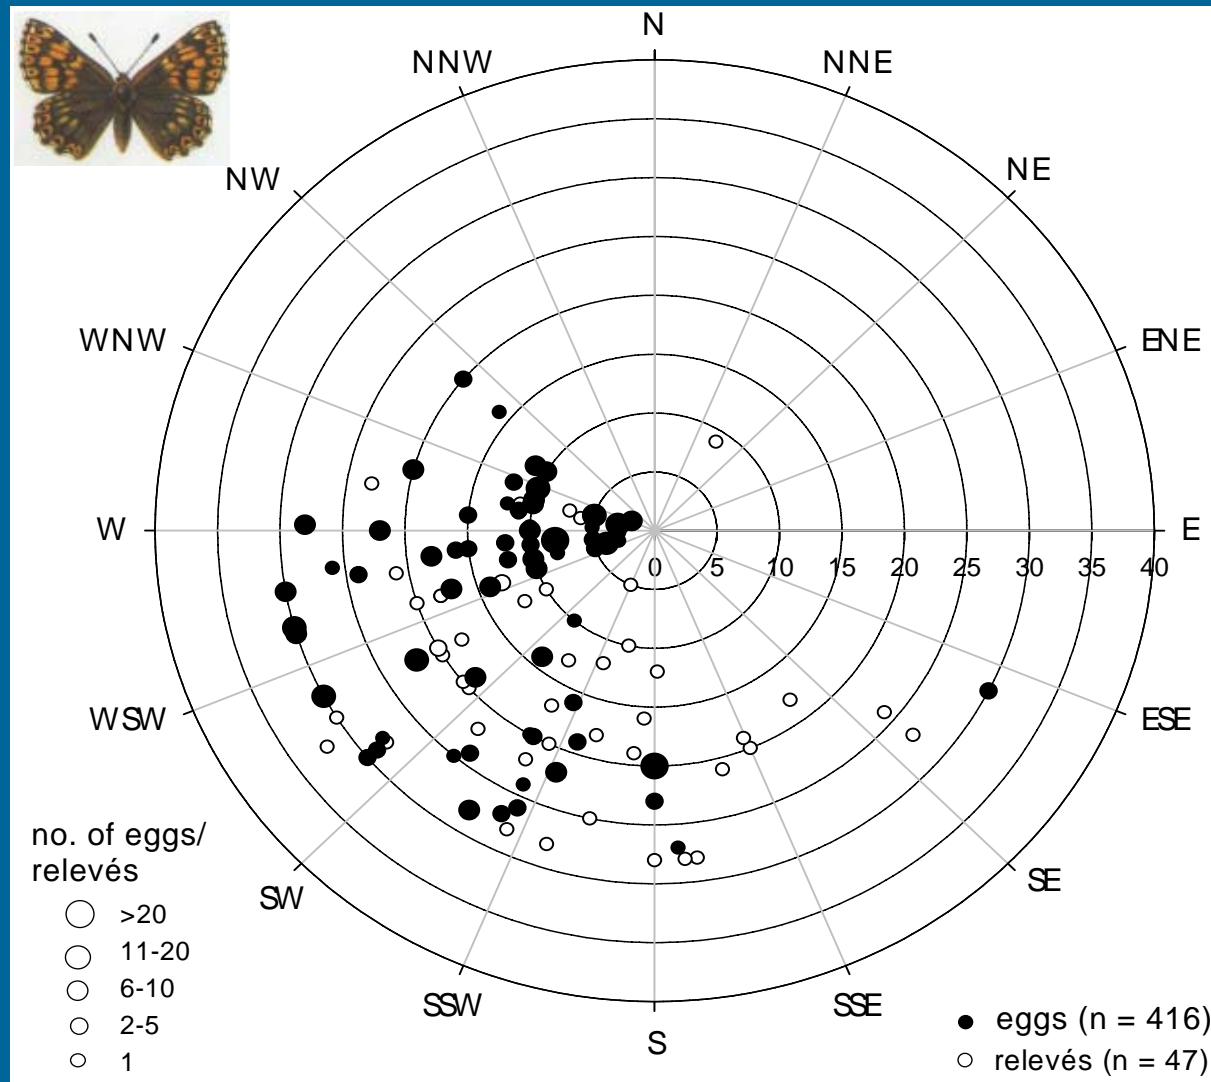 N
NNW
NNE
NW
NE
WNW
ENE
W
E
0 5 10 15 20 25 30 35 40
WSW
ESE
SW
SE
SSW
SSE
S
no. of eggs/
relevés
>20
11-20
6-10
2-5
1
eggs (n = 416)
relevés (n = 47)